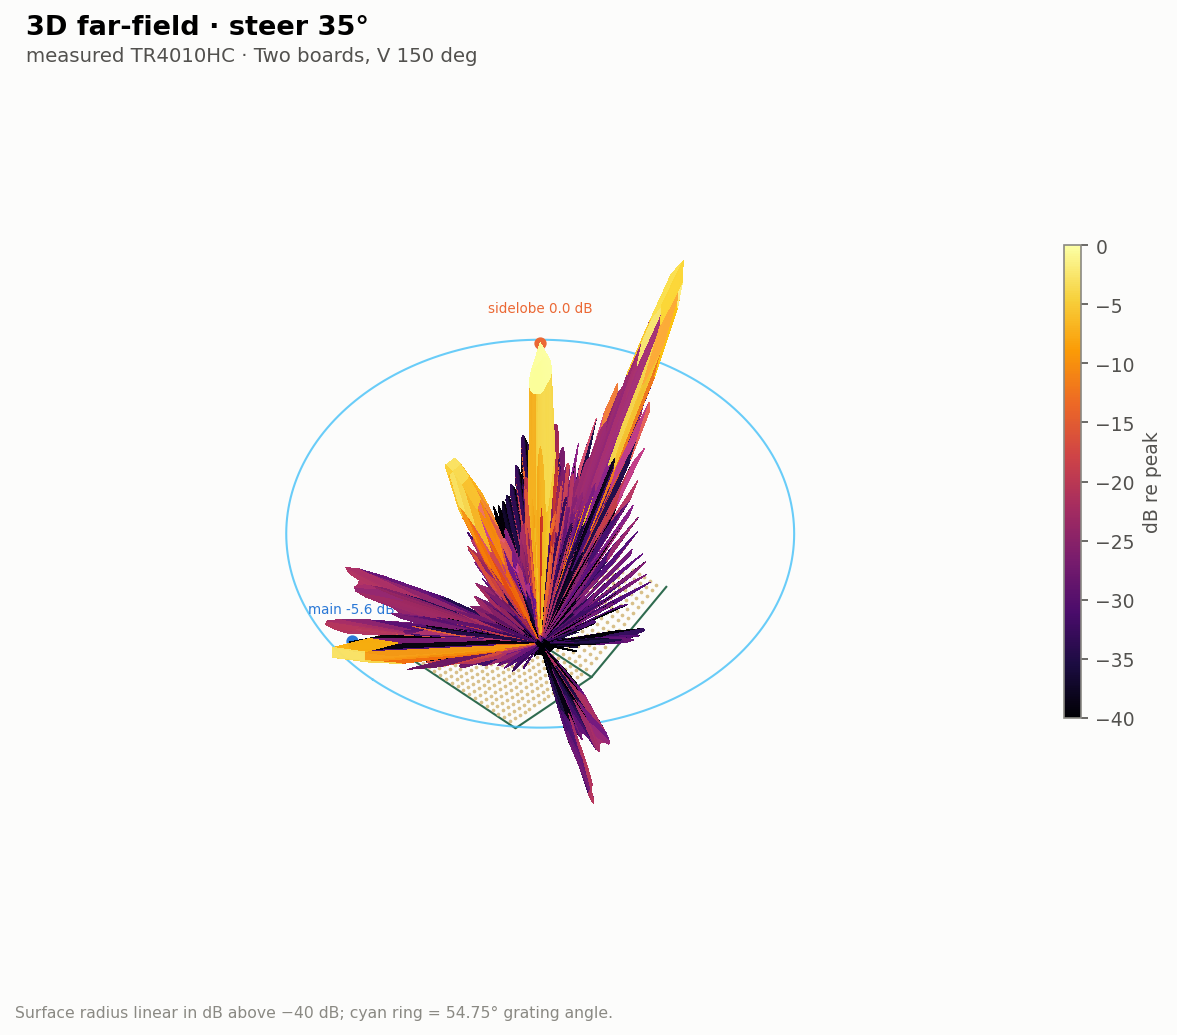 3D far-field · steer 35°
measured TR4010HC · Two boards, V 150 deg
sidelobe 0.0 dB
main -5.6 dB
0
−5
−10
−15
−20
−25
−30
−35
−40
dB re peak
Surface radius linear in dB above −40 dB; cyan ring = 54.75° grating angle.